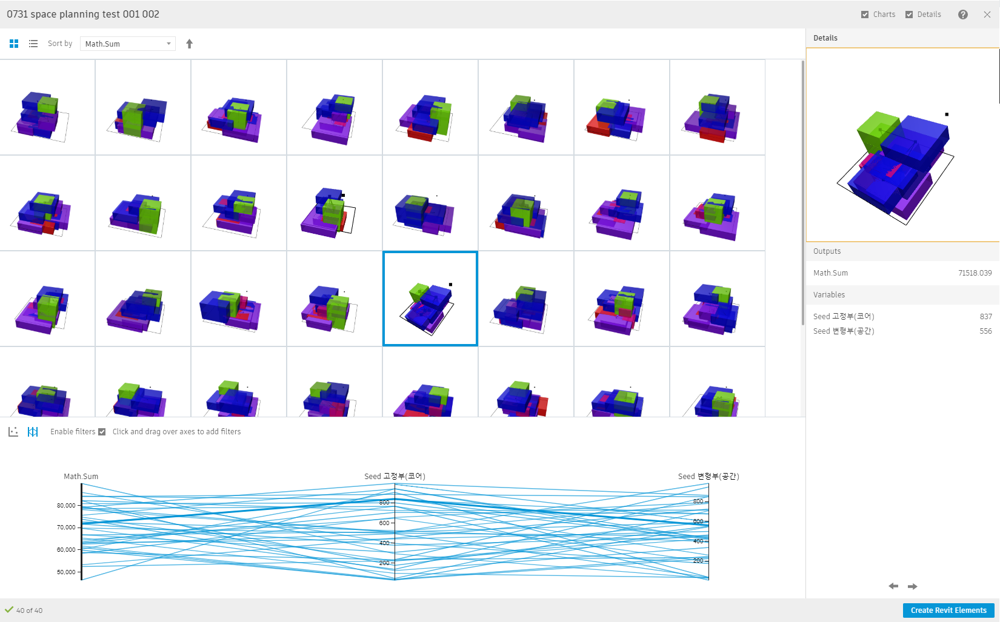 0731 space planning test 001 002
Charts
Details
Sort by
Math.Sum
Details
Outputs
Math.Sum 71518.039
Variables
Seed 고정부(코어) 837
Seed 변형부(공간) 556
Enable filters
Click and drag over axes to add filters
Math.Sum
80,000
70,000
60,000
50,000
Seed 고정부(코어)
800
600
400
200
Seed 변형부(공간)
800
600
400
200
40 of 40
Create Revit Elements